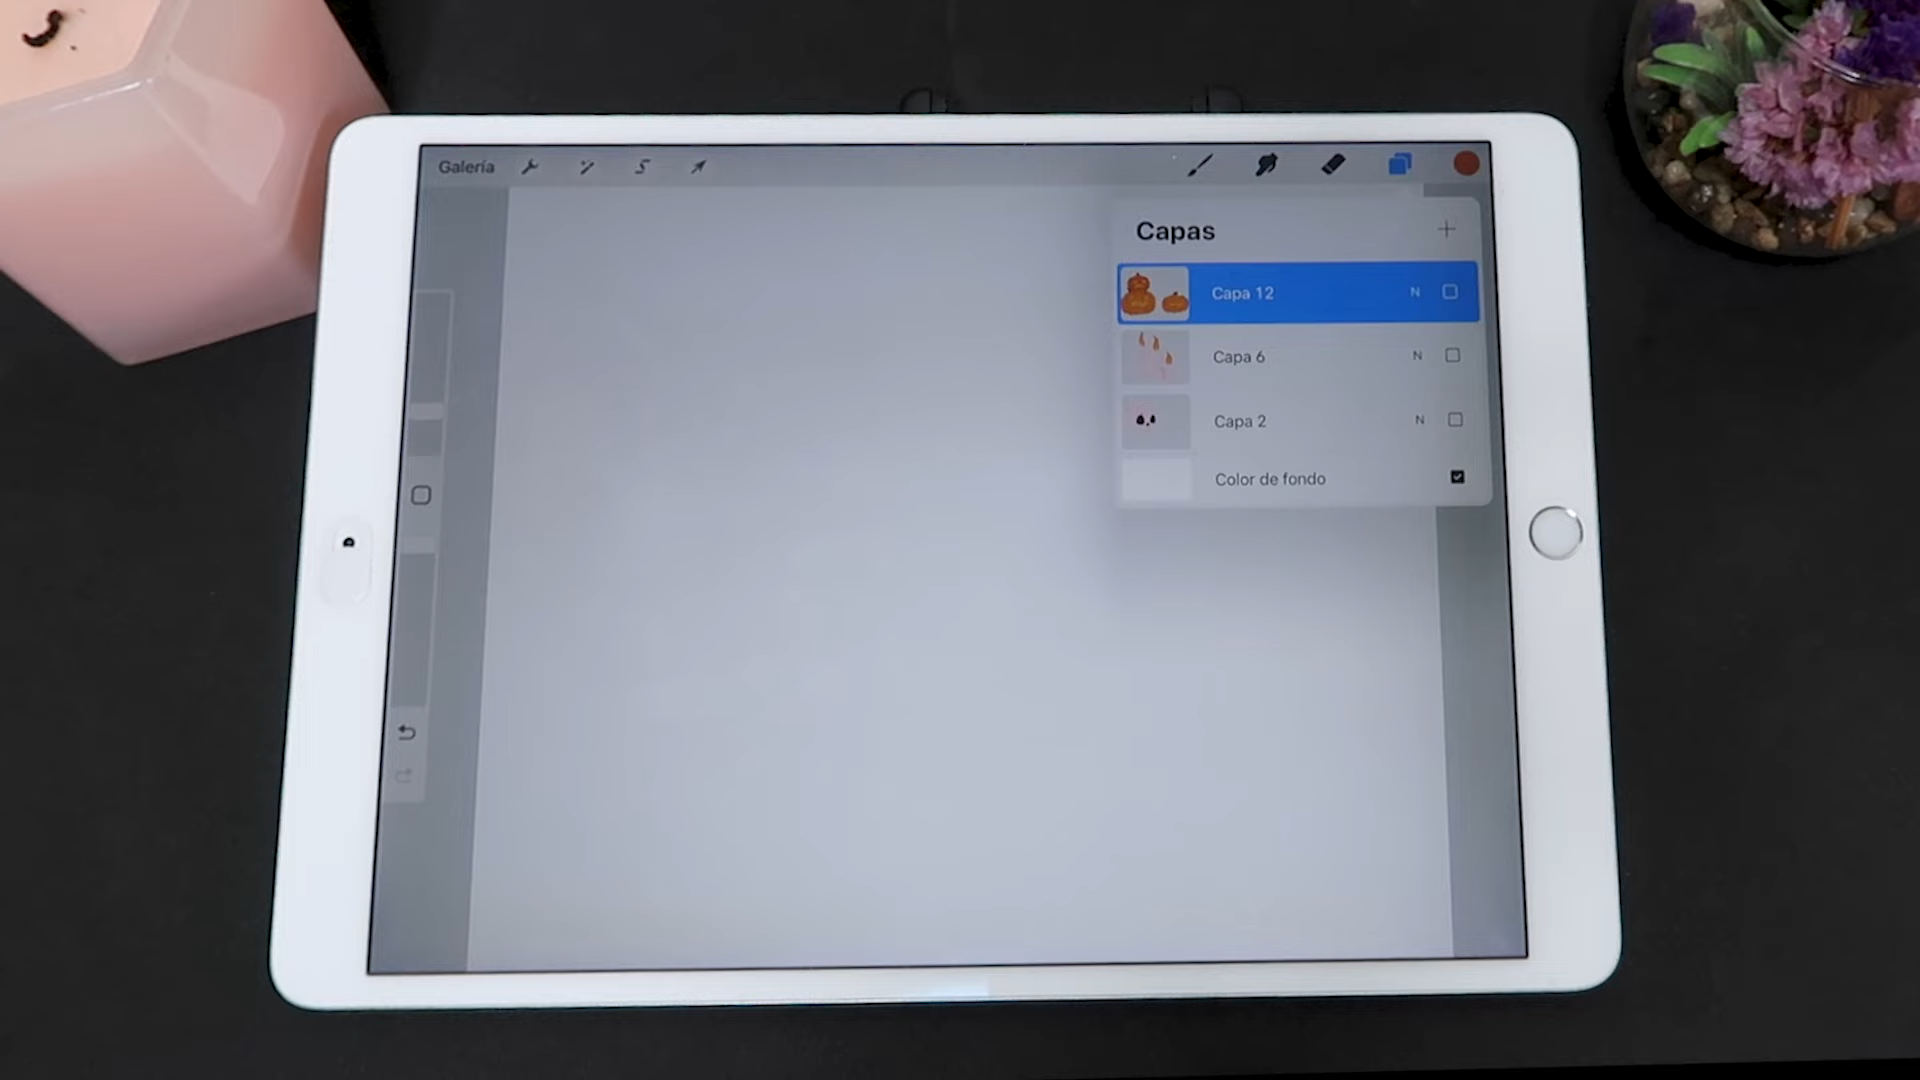 Galería
Capas
Capa 12 N
Capa 6 N
Capa 2 N
Color de fondo